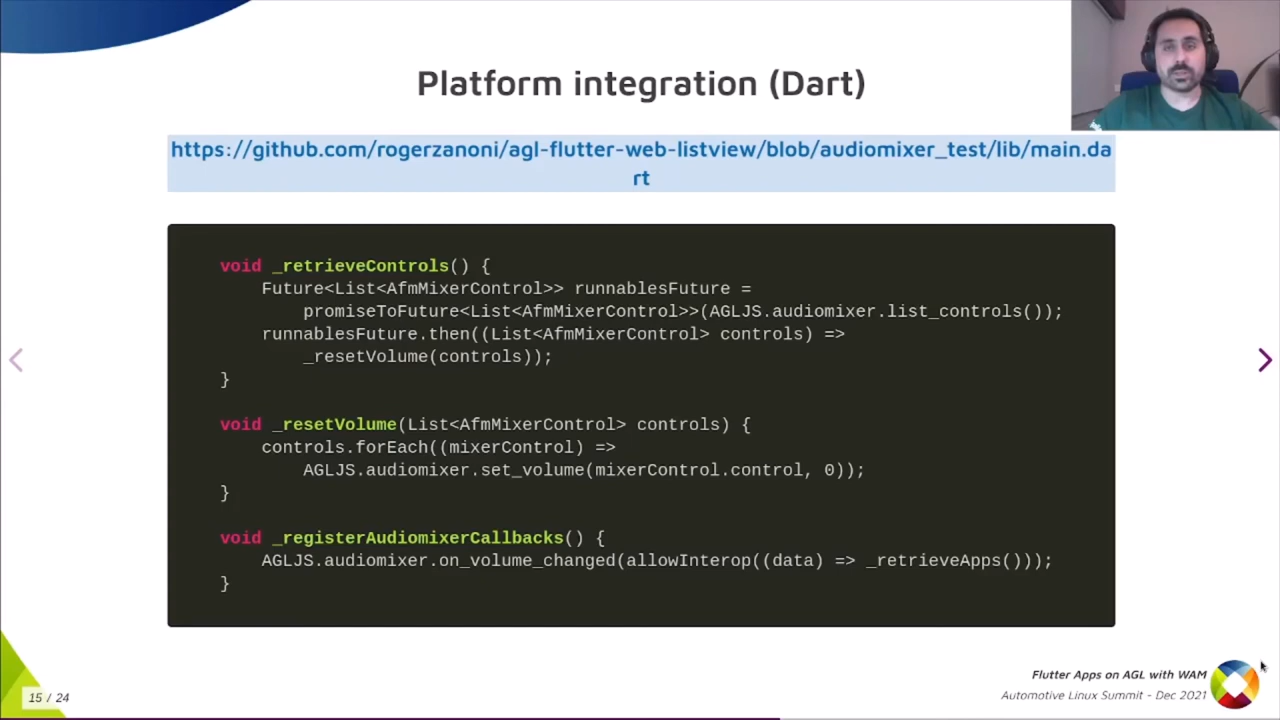 Platform integration (Dart)
https://github.com/rogerzanoni/agl-flutter-web-listview/blob/audiomixer_test/lib/main.da
rt
void _retrieveControls() {
    Future<List<AfmMixerControl>> runnablesFuture =
        promiseToFuture<List<AfmMixerControl>>(AGLJS.audiomixer.list_controls());
    runnablesFuture.then((List<AfmMixerControl> controls) =>
        _resetVolume(controls));
}
void _resetVolume(List<AfmMixerControl> controls) {
    controls.forEach((mixerControl) =>
        AGLJS.audiomixer.set_volume(mixerControl.control, 0));
}
void _registerAudiomixerCallbacks() {
    AGLJS.audiomixer.on_volume_changed(allowInterop((data) => _retrieveApps()));
}
Flutter Apps on AGL with WAM
Automotive Linux Summit - Dec 2021
15 / 24